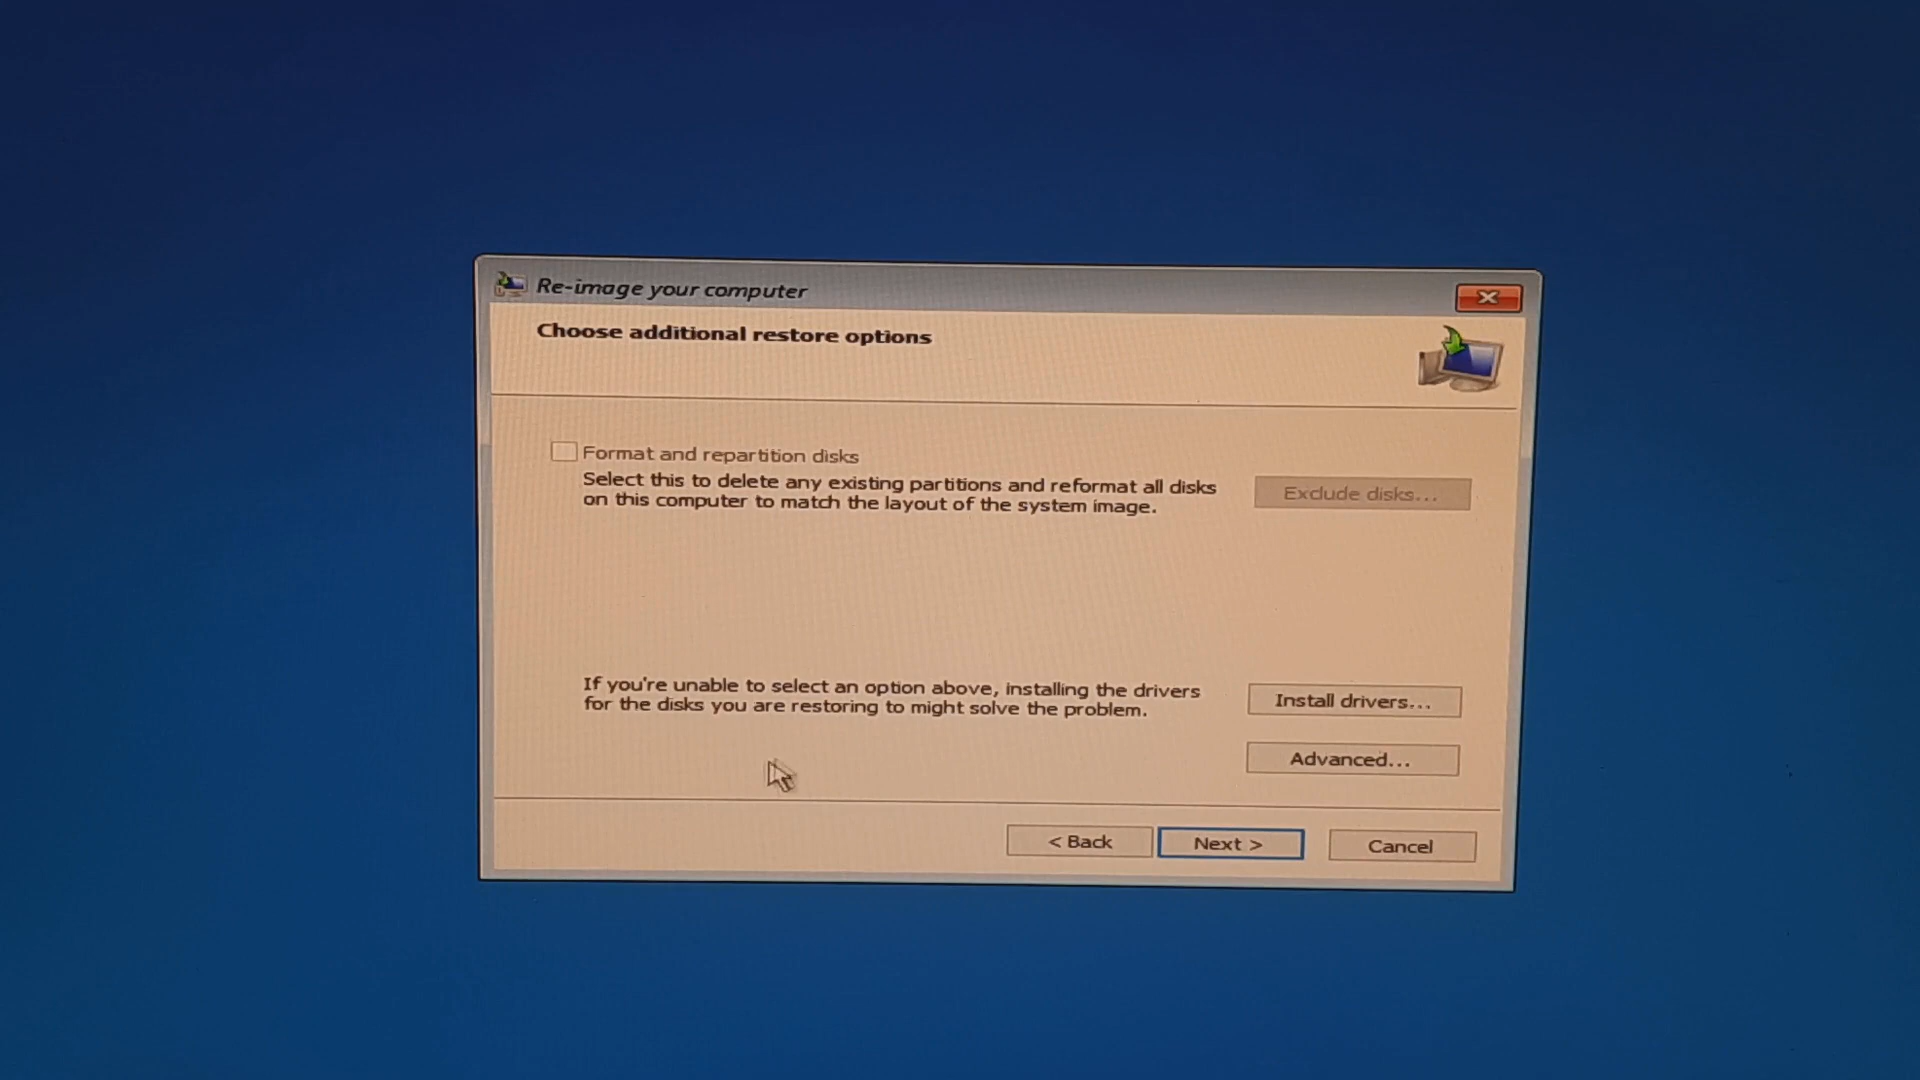 Re-image your computer
Choose additional restore options
Format and repartition disks
Select this to delete any existing partitions and reformat all disks
on this computer to match the layout of the system image.
Exclude disks...
If you're unable to select an option above, installing the drivers
for the disks you are restoring to might solve the problem.
Install drivers...
Advanced...
< Back
Next >
Cancel